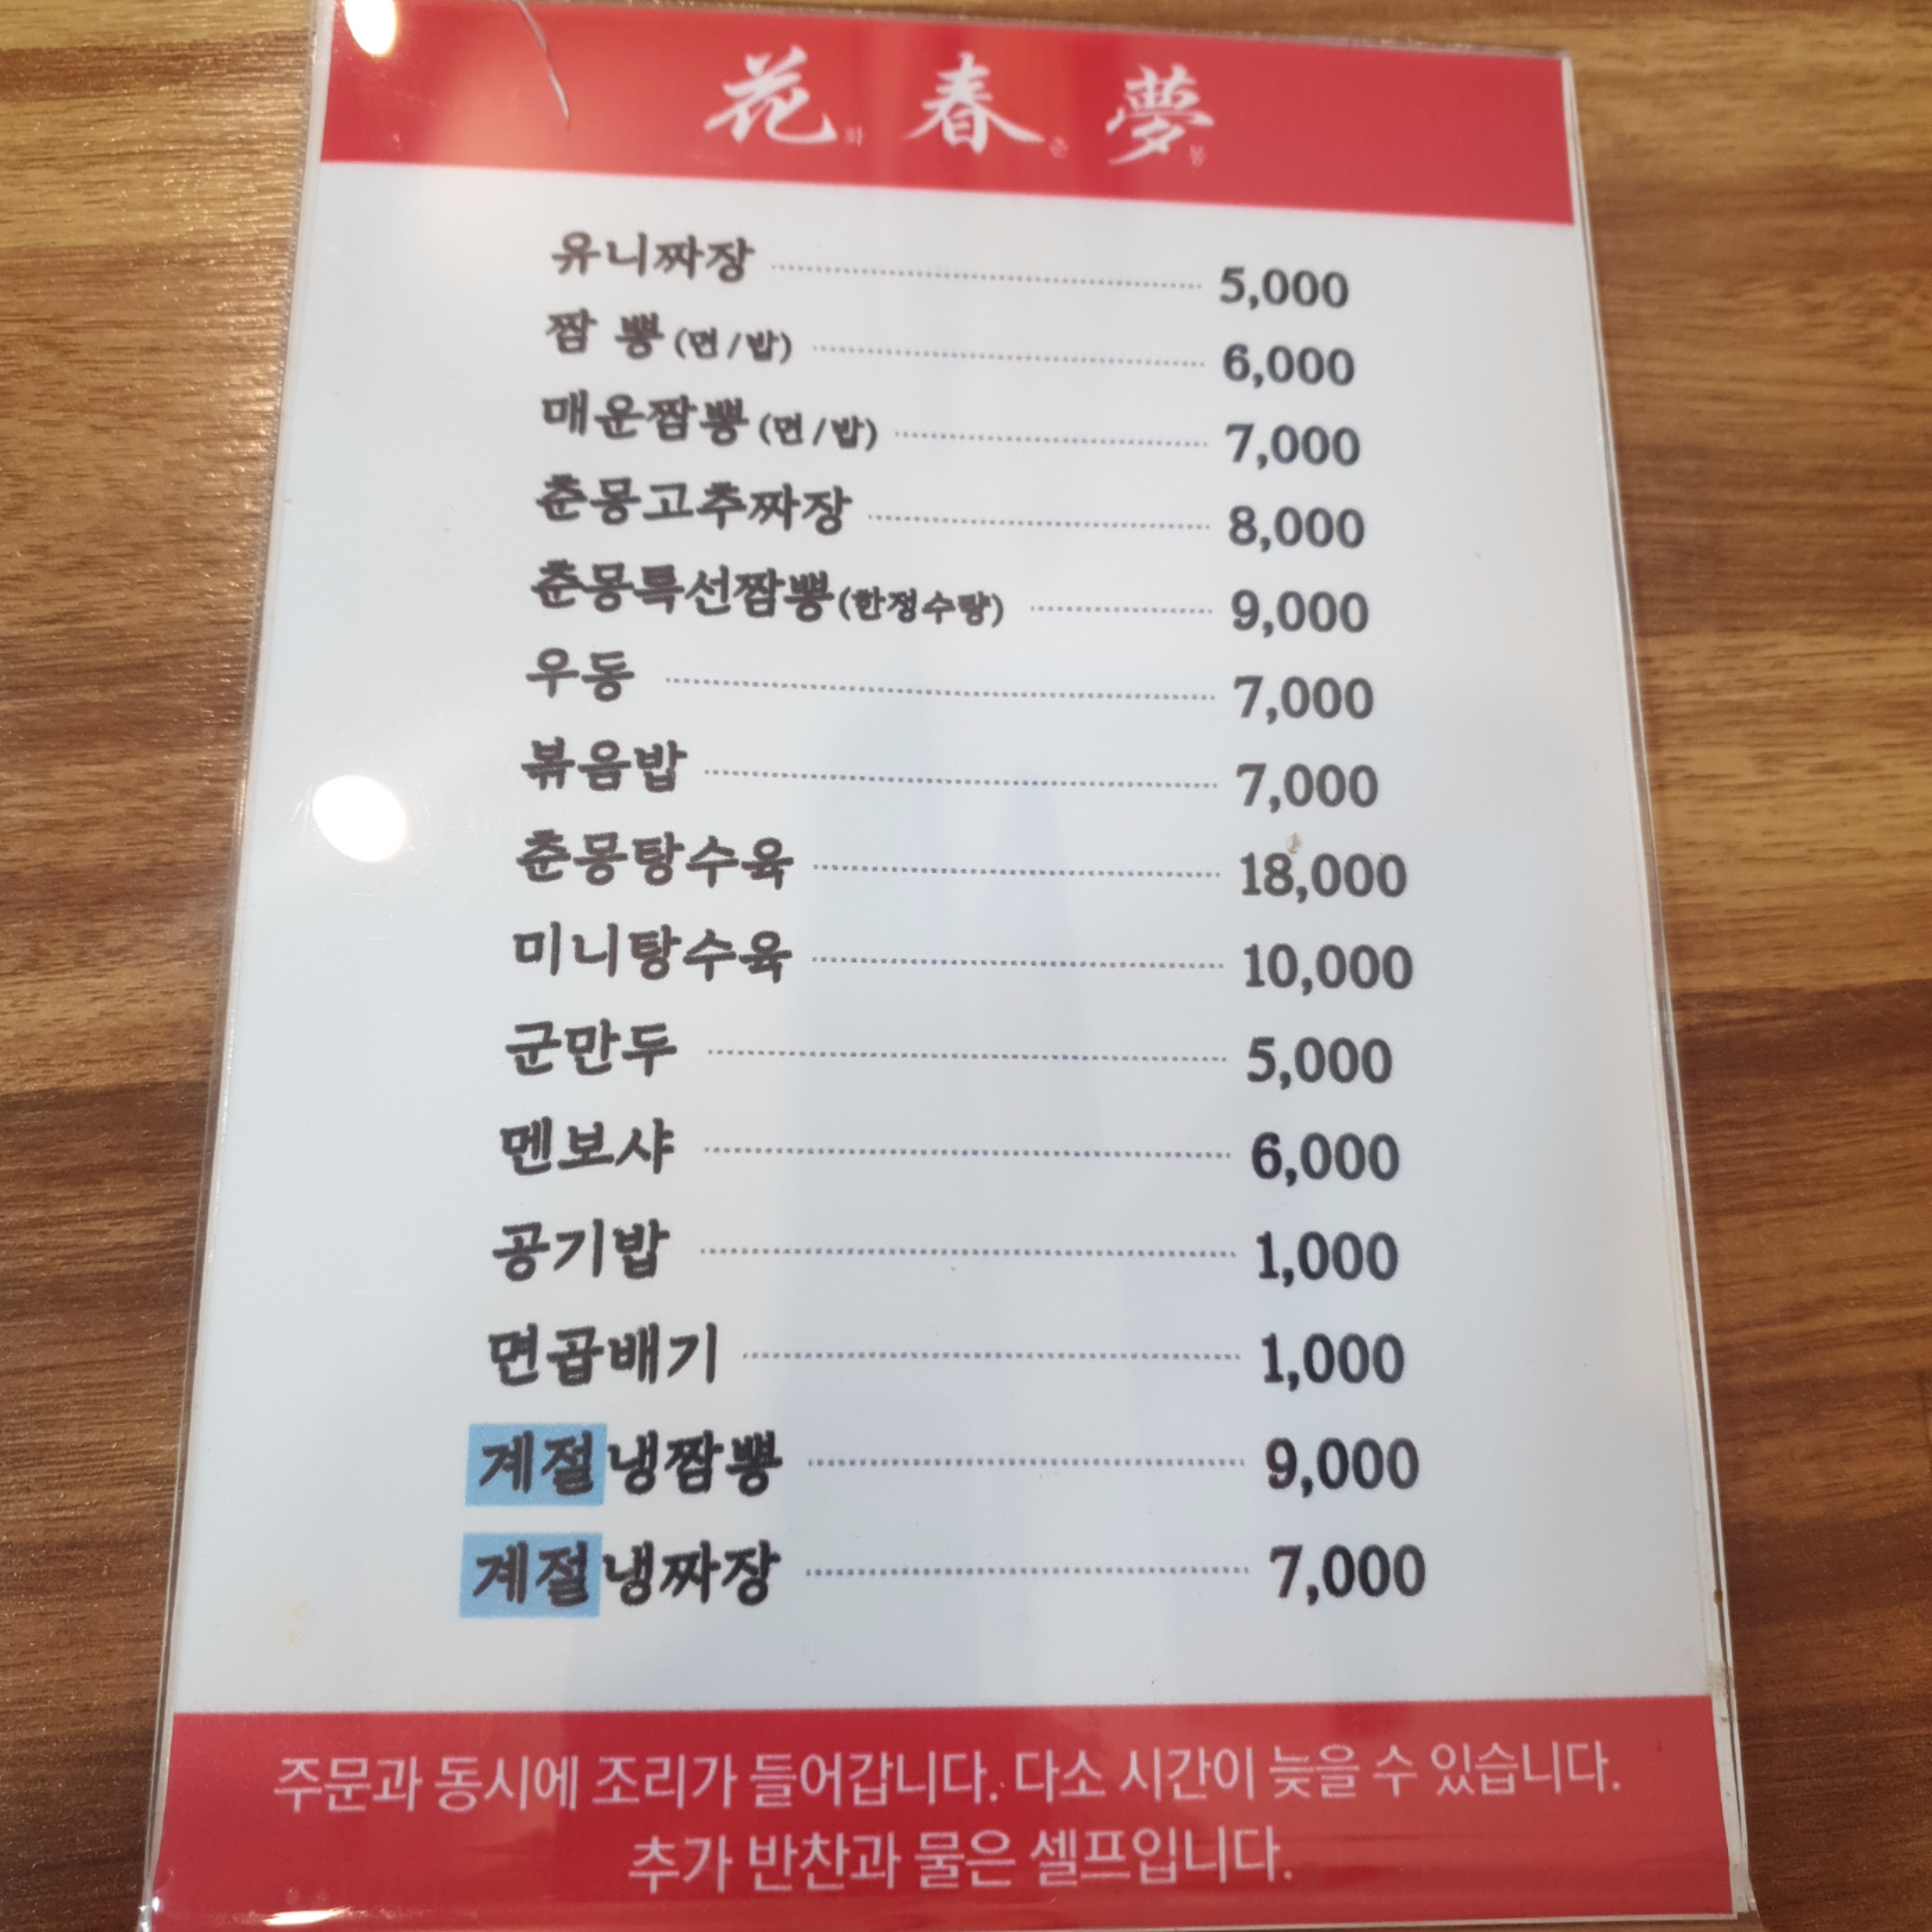 花화 春춘 夢몽
유니짜장 5,000
짬 뽕(면/밥) 6,000
매운짬뽕(면/밥) 7,000
춘몽고추짜장 8,000
춘몽특선짬뽕(한정수량) 9,000
우동 7,000
볶음밥 7,000
춘몽탕수육 18,000
미니탕수육 10,000
군만두 5,000
멘보샤 6,000
공기밥 1,000
면곱배기 1,000
계절냉짬뽕 9,000
계절냉짜장 7,000
주문과 동시에 조리가 들어갑니다. 다소 시간이 늦을 수 있습니다.
추가 반찬과 물은 셀프입니다.